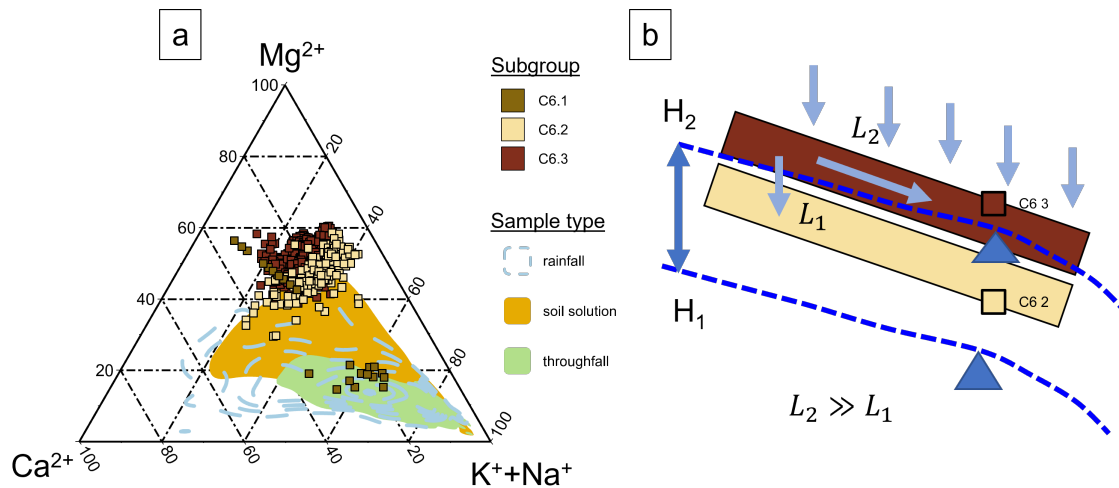 a
Mg2+
100
80
60
40
20
20
40
60
80
100
100
80
60
40
20
Ca2+
K++Na+
Subgroup
C6.1
C6.2
C6.3
Sample type
rainfall
soil solution
throughfall
b
H2
H1
L2
L1
C6 3
C6 2
L2 ≫ L1